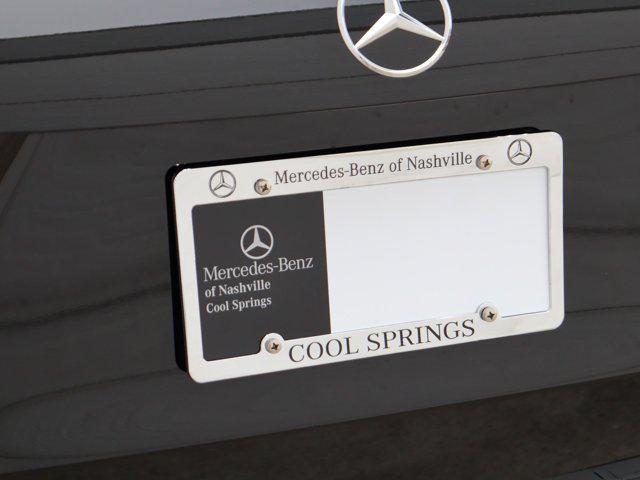 Mercedes-Benz of Nashville
Mercedes-Benz
of Nashville
Cool Springs
COOL SPRINGS